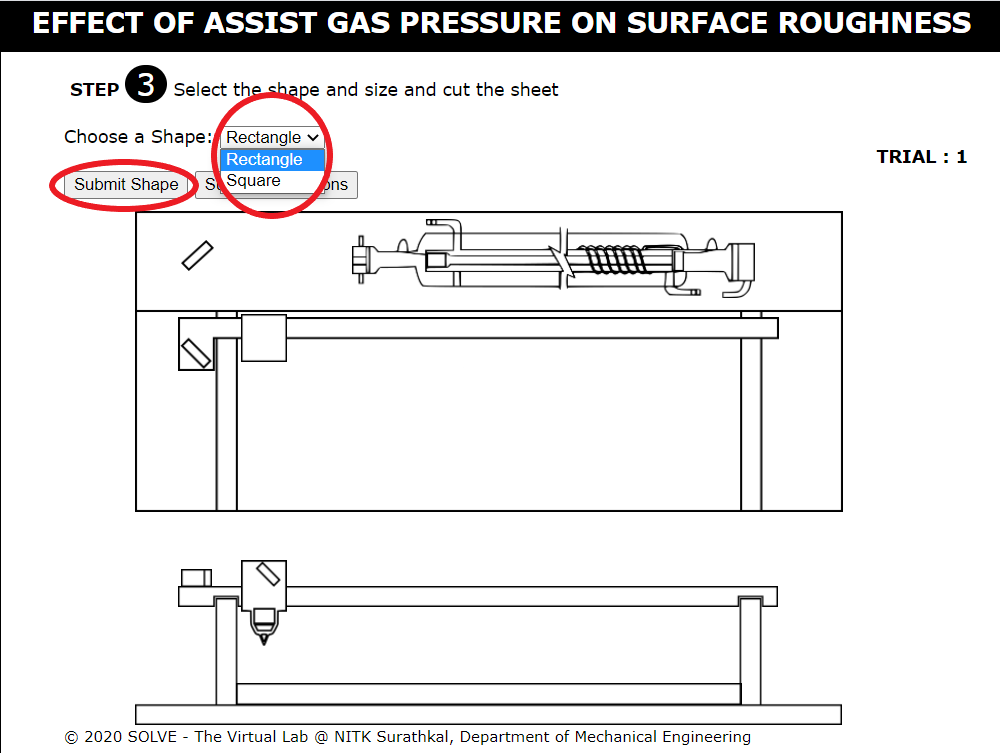 EFFECT OF ASSIST GAS PRESSURE ON SURFACE ROUGHNESS
STEP 3 Select the shape and size and cut the sheet
Choose a Shape: Rectangle
Rectangle
Square
TRIAL : 1
Submit Shape
© 2020 SOLVE - The Virtual Lab @ NITK Surathkal, Department of Mechanical Engineering